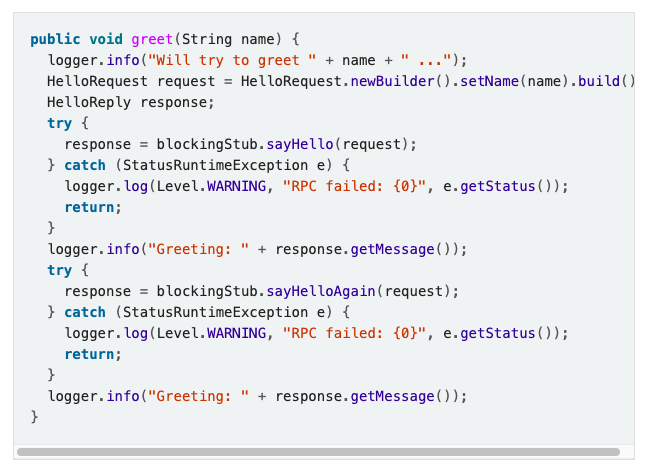 public void greet(String name) {
  logger.info("Will try to greet " + name + " ...");
  HelloRequest request = HelloRequest.newBuilder().setName(name).build()
  HelloReply response;
  try {
    response = blockingStub.sayHello(request);
  } catch (StatusRuntimeException e) {
    logger.log(Level.WARNING, "RPC failed: {0}", e.getStatus());
    return;
  }
  logger.info("Greeting: " + response.getMessage());
  try {
    response = blockingStub.sayHelloAgain(request);
  } catch (StatusRuntimeException e) {
    logger.log(Level.WARNING, "RPC failed: {0}", e.getStatus());
    return;
  }
  logger.info("Greeting: " + response.getMessage());
}